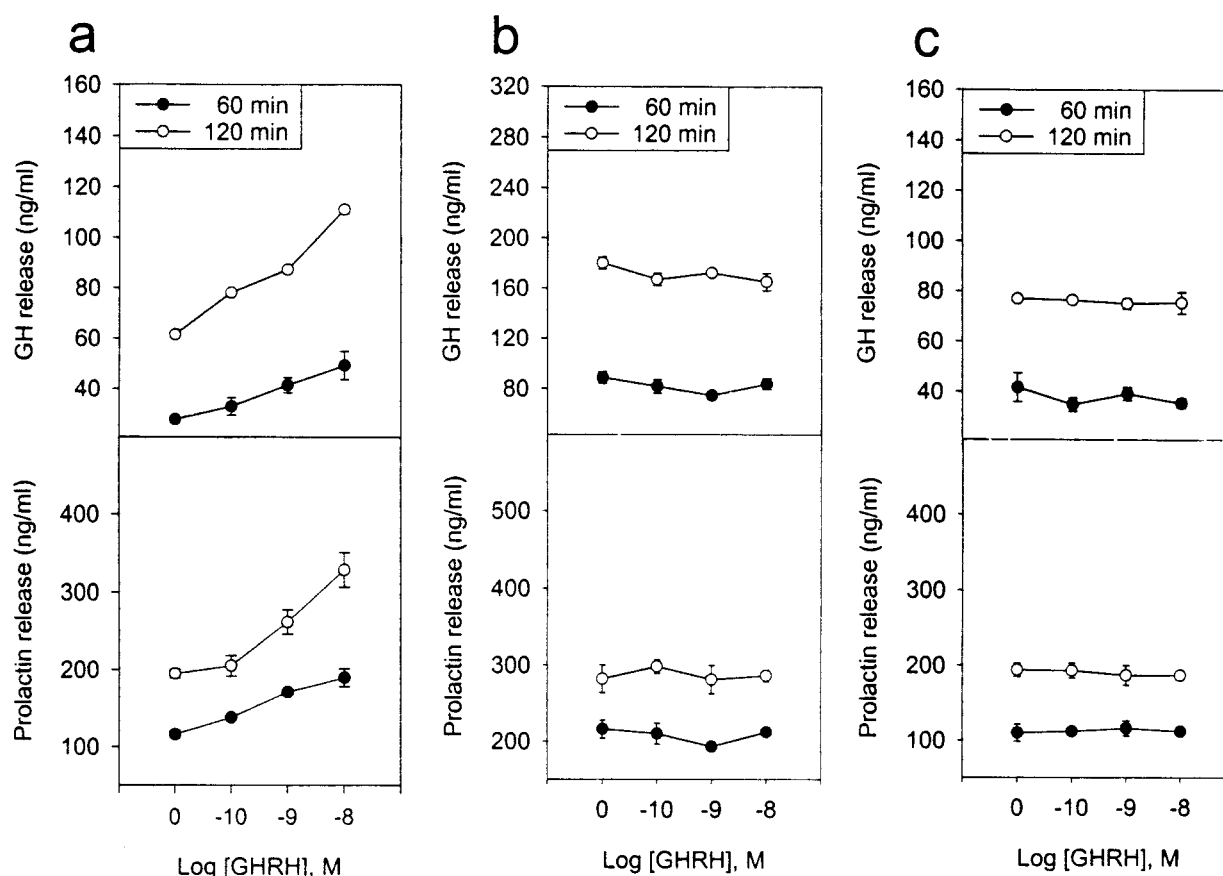 a
160
140
120
100
80
60
40
GH release (ng/ml)
60 min
120 min
400
300
200
100
Prolactin release (ng/ml)
0 -10 -9 -8
Log [GHRH], M
b
320
280
240
200
160
120
80
GH release (ng/ml)
60 min
120 min
500
400
300
200
Prolactin release (ng/ml)
0 -10 -9 -8
Log [GHRH], M
c
160
140
120
100
80
60
40
GH release (ng/ml)
60 min
120 min
400
300
200
100
Prolactin release (ng/ml)
0 -10 -9 -8
Log [GHRH], M